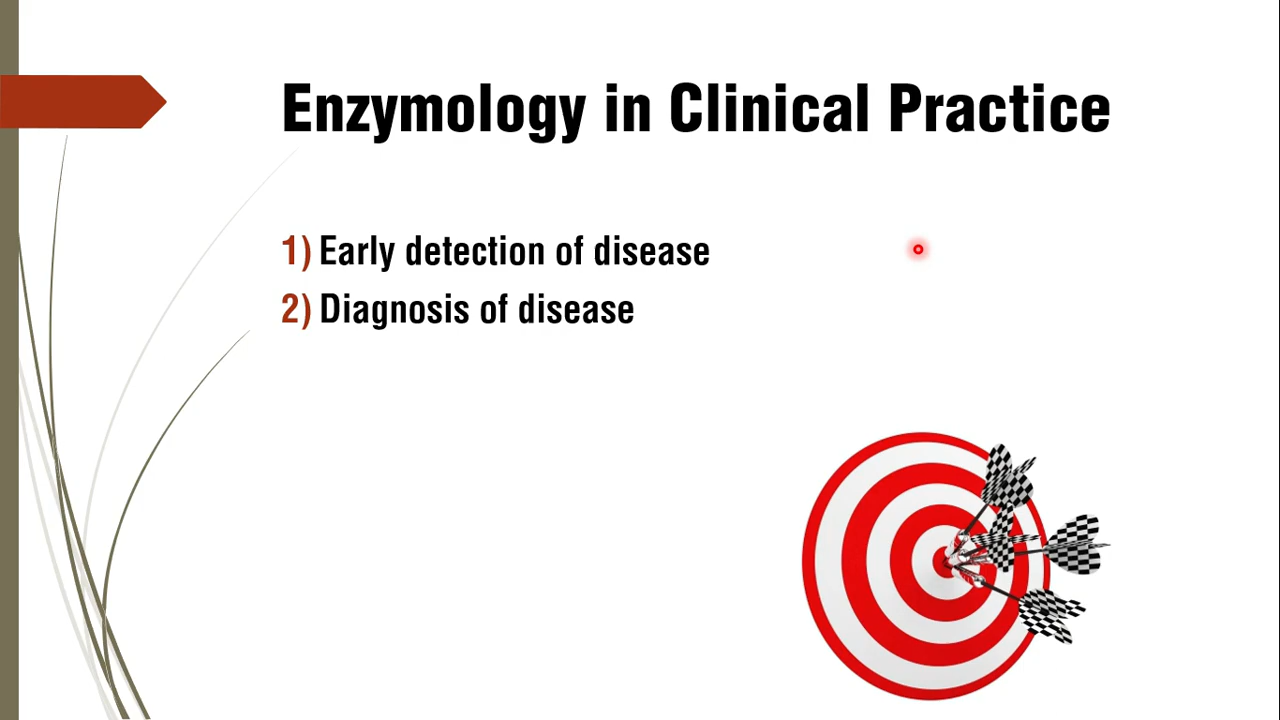 Enzymology in Clinical Practice
1) Early detection of disease
2) Diagnosis of disease